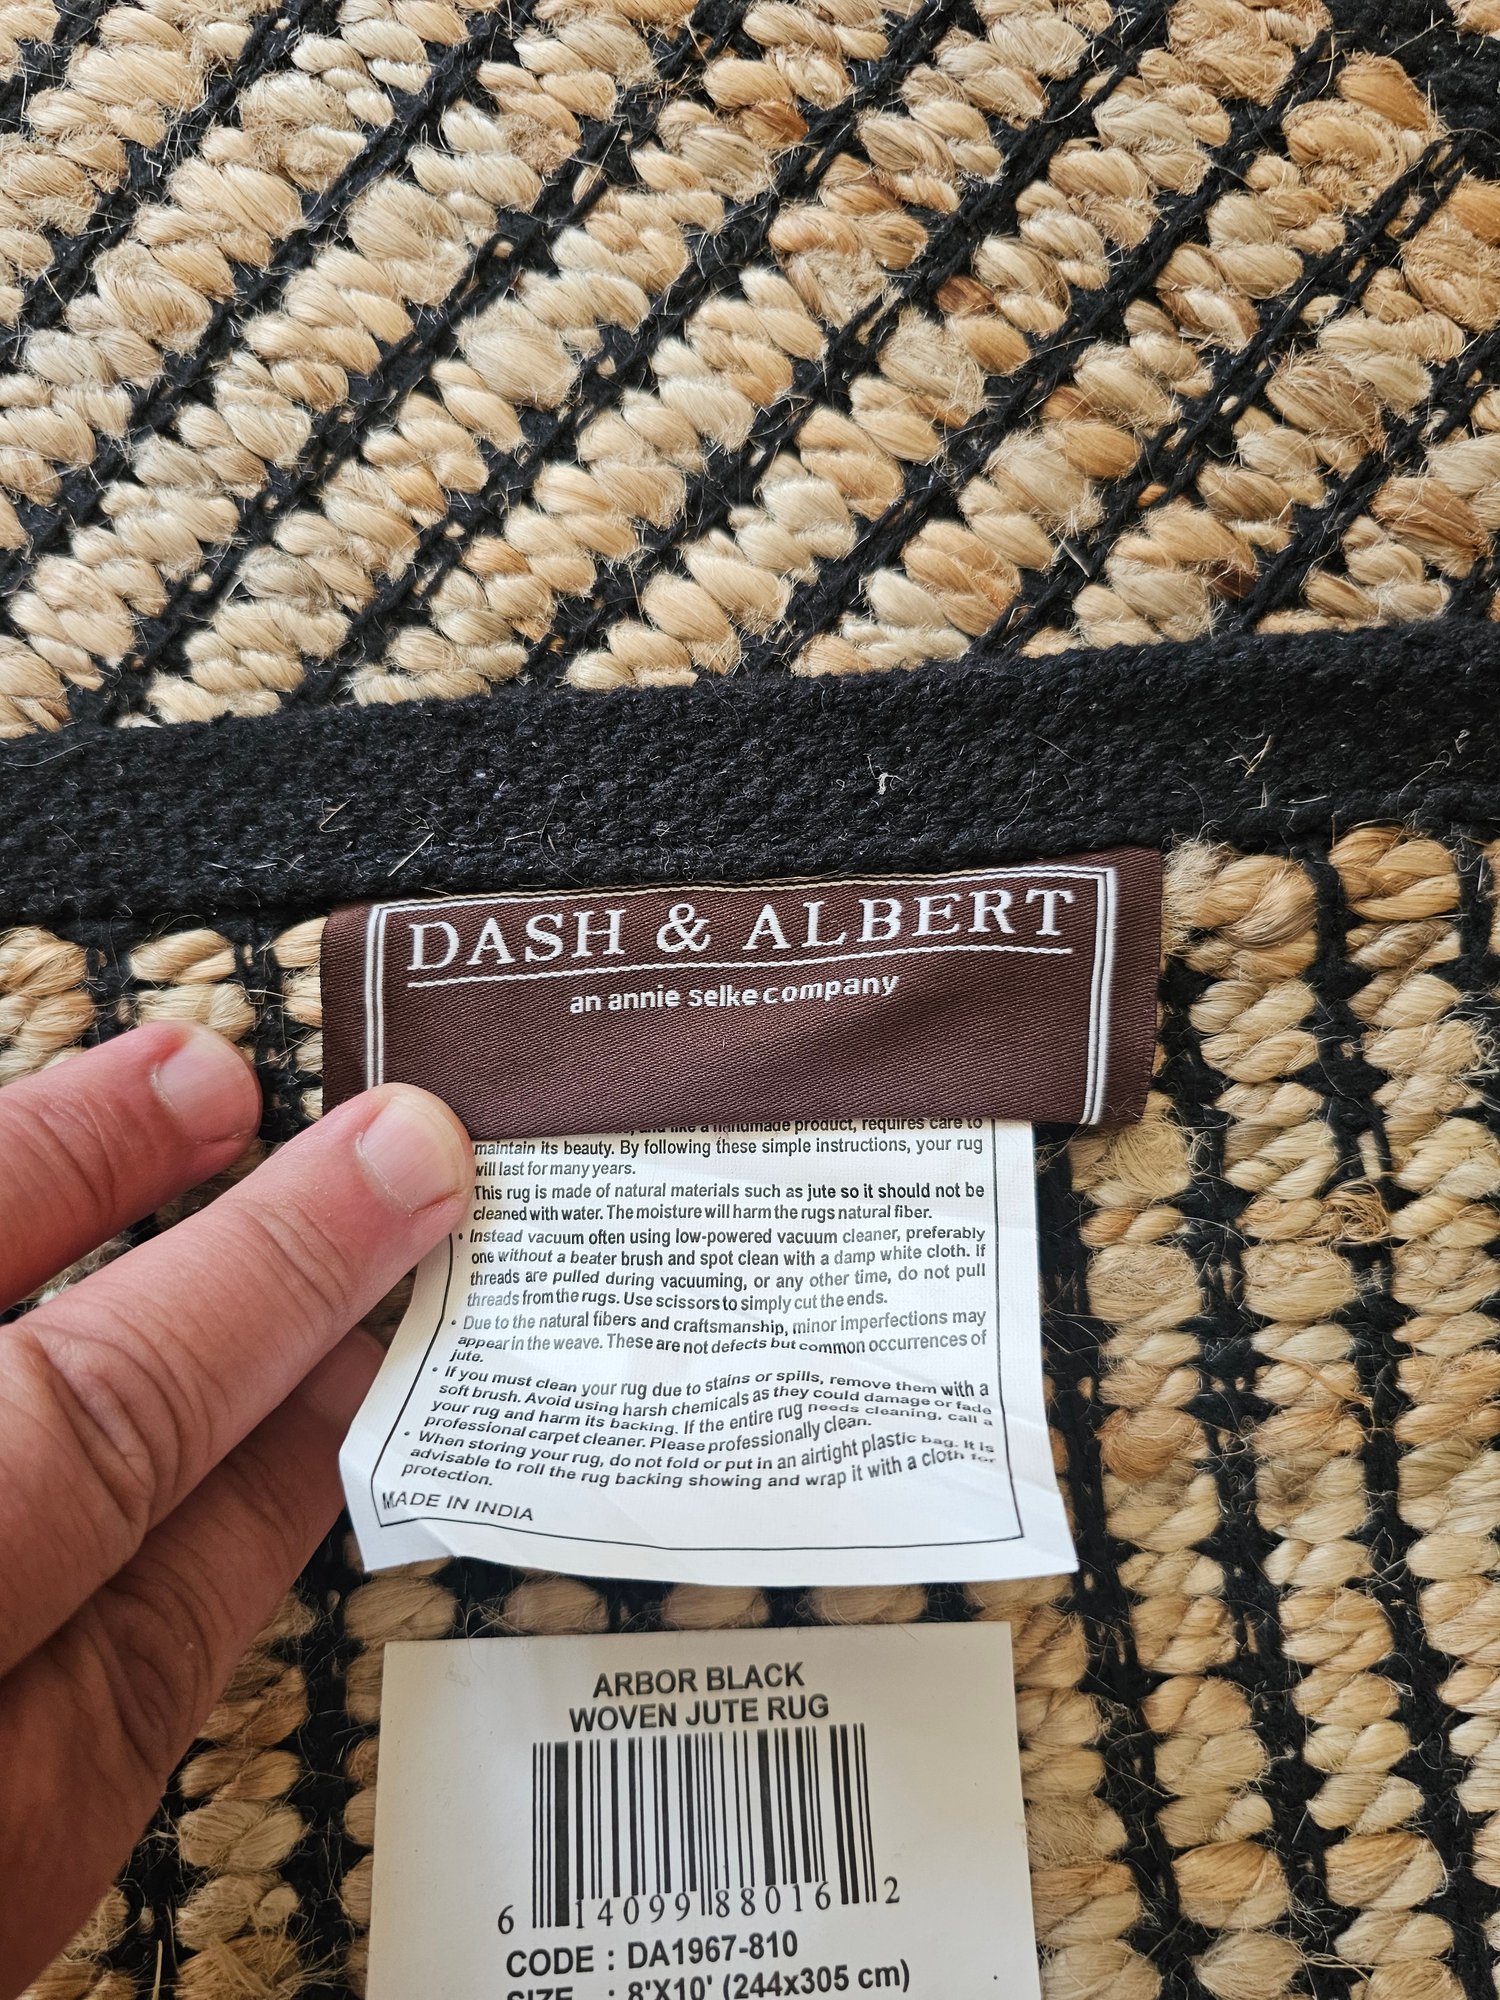 DASH & ALBERT
an annie selke company
and like a handmade product, requires care to
maintain its beauty. By following these simple instructions, your rug
will last for many years.
This rug is made of natural materials such as jute so it should not be
cleaned with water. The moisture will harm the rugs natural fiber.
• Instead vacuum often using low-powered vacuum cleaner, preferably
one without a beater brush and spot clean with a damp white cloth. If
threads are pulled during vacuuming, or any other time, do not pull
threads from the rugs. Use scissors to simply cut the ends.
• Due to the natural fibers and craftsmanship, minor imperfections may
appear in the weave. These are not defects but common occurrences of
jute.
• If you must clean your rug due to stains or spills, remove them with a
soft brush. Avoid using harsh chemicals as they could damage or fade
your rug and harm its backing. If the entire rug needs cleaning, call a
professional carpet cleaner. Please professionally clean.
• When storing your rug, do not fold or put in an airtight plastic bag. It is
advisable to roll the rug backing showing and wrap it with a cloth for
protection.
MADE IN INDIA
ARBOR BLACK
WOVEN JUTE RUG
6 14099 88016 2
CODE : DA1967-810
SIZE : 8'X10' (244x305 cm)